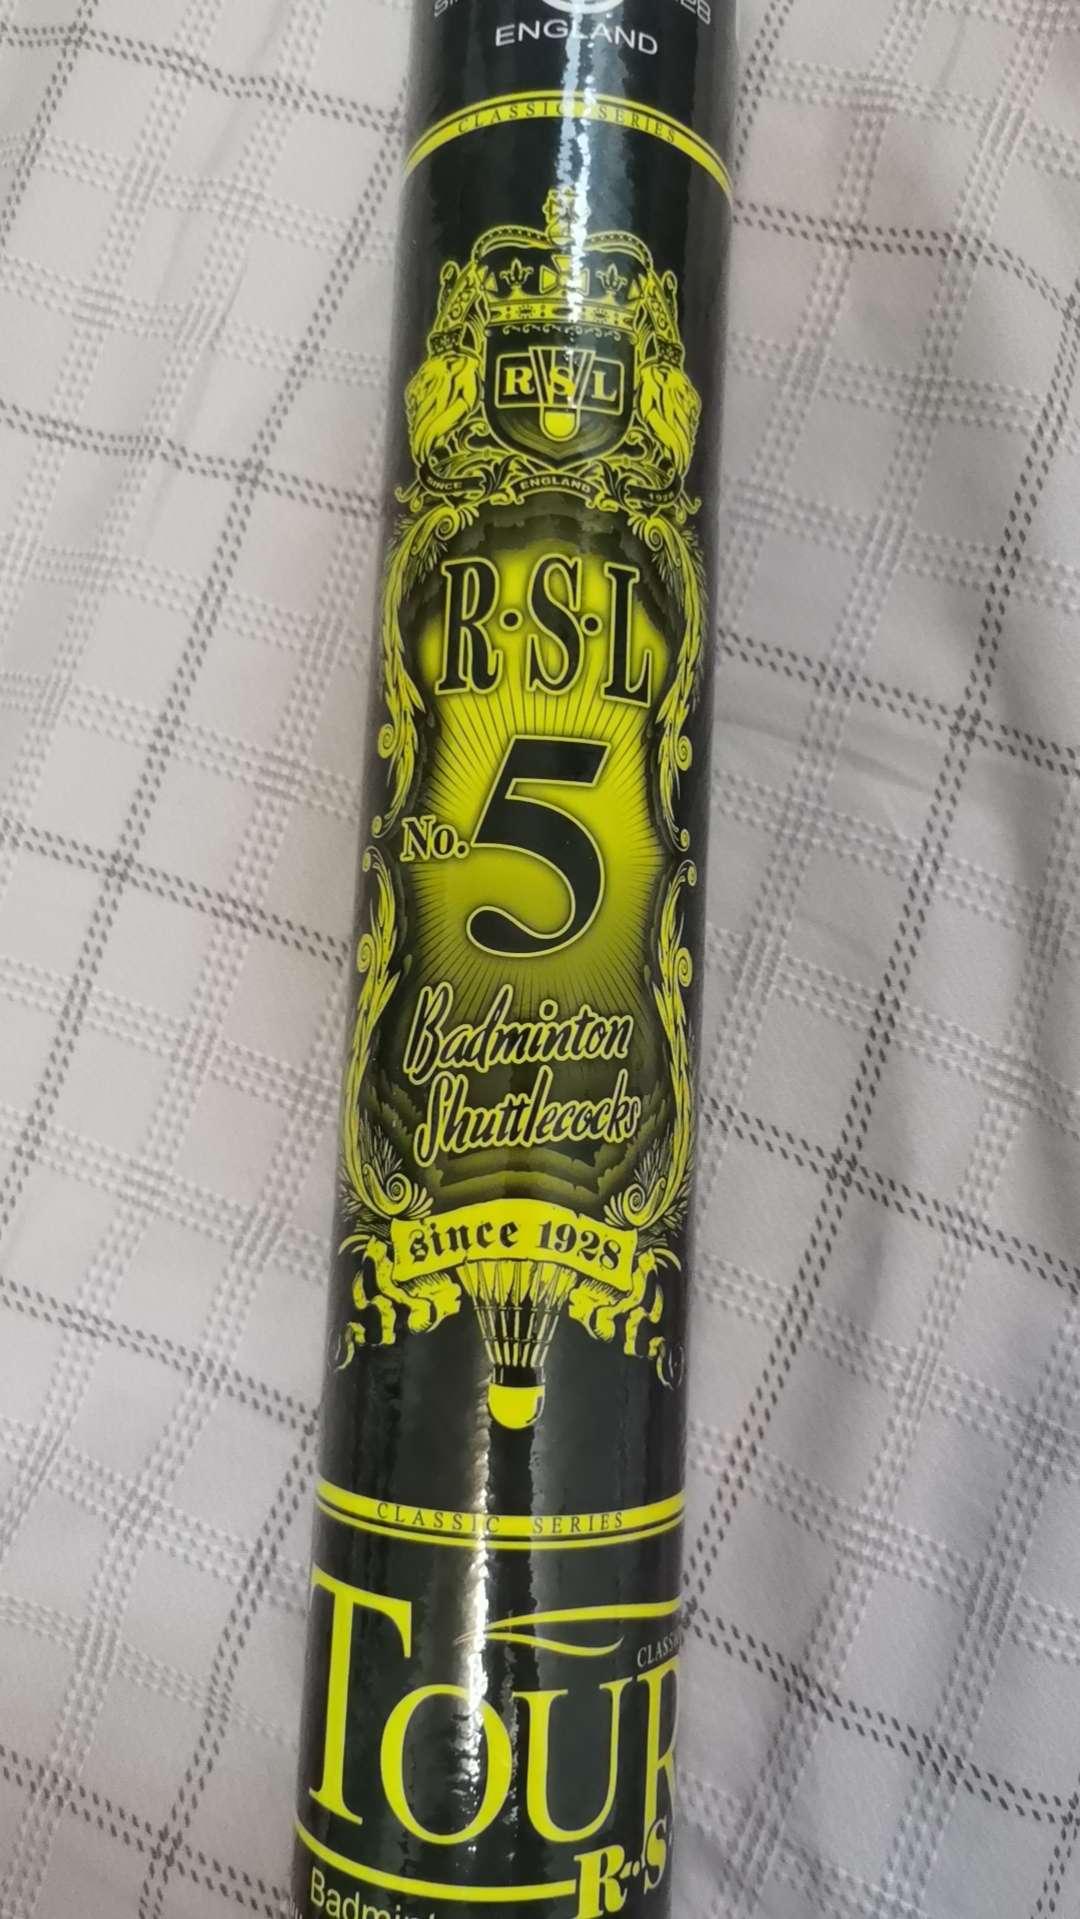 ENGLAND
CLASSIC SERIES
RSL
SINCE ENGLAND 1928
R·S·L
No. 5
Badminton
Shuttlecocks
since 1928
CLASSIC SERIES
TOUR